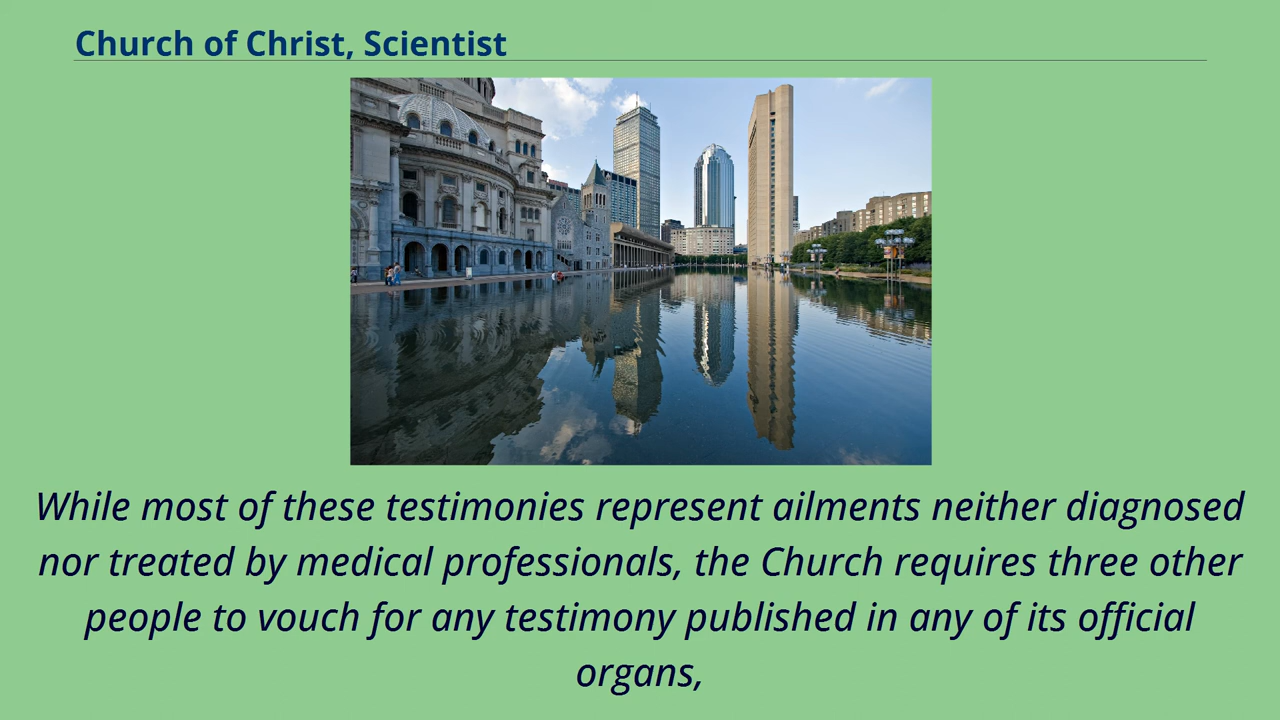 Church of Christ, Scientist
While most of these testimonies represent ailments neither diagnosed
nor treated by medical professionals, the Church requires three other
people to vouch for any testimony published in any of its official
organs,